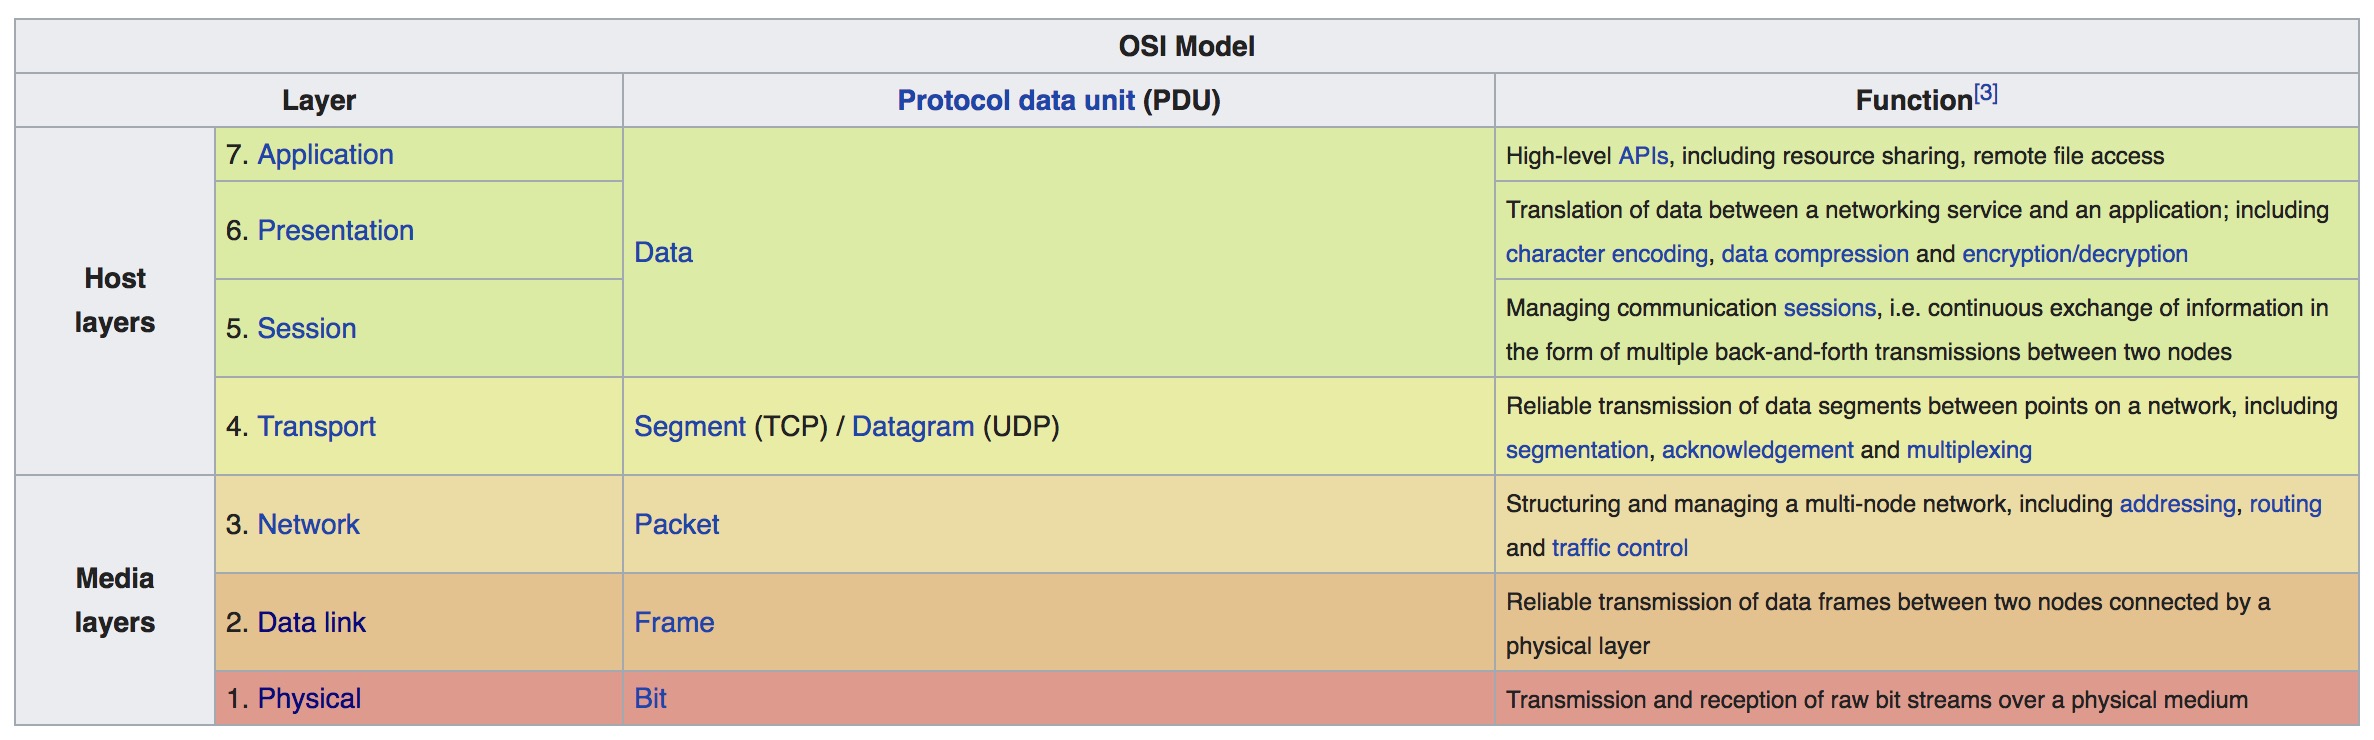 OSI Model
Layer
Protocol data unit (PDU)
Function[3]
Host
layers
7. Application
Data
High-level APIs, including resource sharing, remote file access
6. Presentation
Translation of data between a networking service and an application; including
character encoding, data compression and encryption/decryption
5. Session
Managing communication sessions, i.e. continuous exchange of information in
the form of multiple back-and-forth transmissions between two nodes
4. Transport
Segment (TCP) / Datagram (UDP)
Reliable transmission of data segments between points on a network, including
segmentation, acknowledgement and multiplexing
Media
layers
3. Network
Packet
Structuring and managing a multi-node network, including addressing, routing
and traffic control
2. Data link
Frame
Reliable transmission of data frames between two nodes connected by a
physical layer
1. Physical
Bit
Transmission and reception of raw bit streams over a physical medium